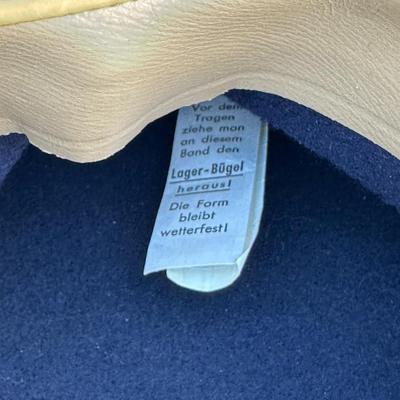 Vor dem
Tragen
ziehe man
an diesem
Band den
Lager-Bügel
heraus!
Die Form
bleibt
wetterfest!